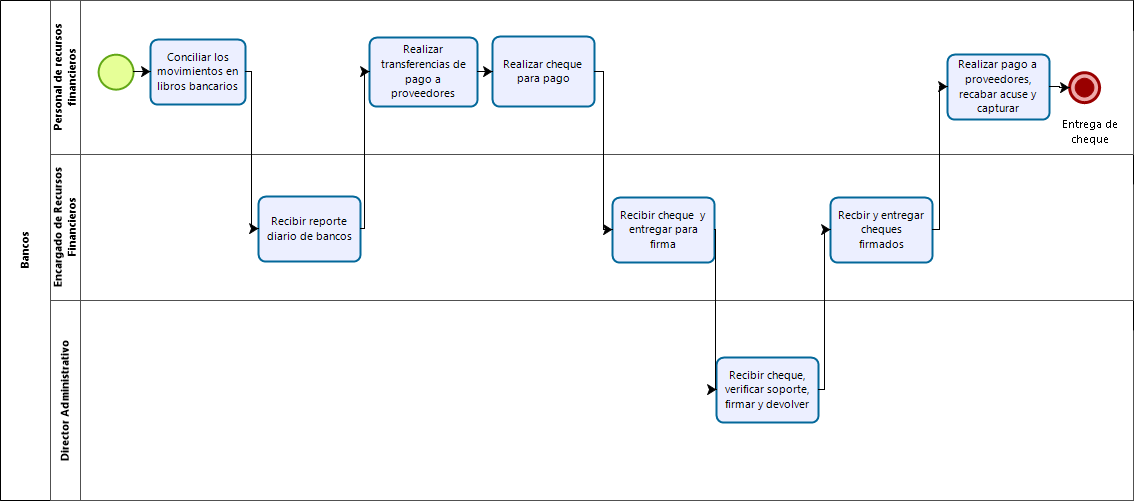 Bancos
Personal de recursos
financieros
Conciliar los
movimientos en
libros bancarios
Realizar
transferencias de
pago a
proveedores
Realizar cheque
para pago
Realizar pago a
proveedores,
recabar acuse y
capturar
Entrega de
cheque
Encargado de Recursos
Financieros
Recibir reporte
diario de bancos
Recibir cheque y
entregar para
firma
Recbir y entregar
cheques
firmados
Director Administrativo
Recibir cheque,
verificar soporte,
firmar y devolver